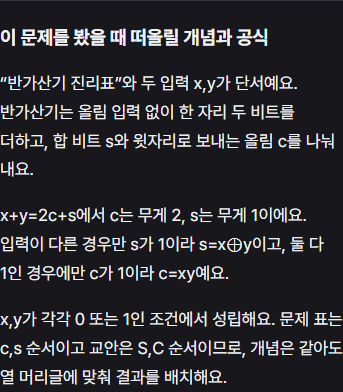 이 문제를 봤을 때 떠올릴 개념과 공식
“반가산기 진리표”와 두 입력 x,y가 단서예요.
반가산기는 올림 입력 없이 한 자리 두 비트를
더하고, 합 비트 s와 윗자리로 보내는 올림 c를 나눠
내요.
x+y=2c+s에서 c는 무게 2, s는 무게 1이에요.
입력이 다른 경우만 s가 1이라 s=x⊕y이고, 둘 다
1인 경우에만 c가 1이라 c=xy예요.
x,y가 각각 0 또는 1인 조건에서 성립해요. 문제 표는
c,s 순서이고 교안은 S,C 순서이므로, 개념은 같아도
열 머리글에 맞춰 결과를 배치해요.